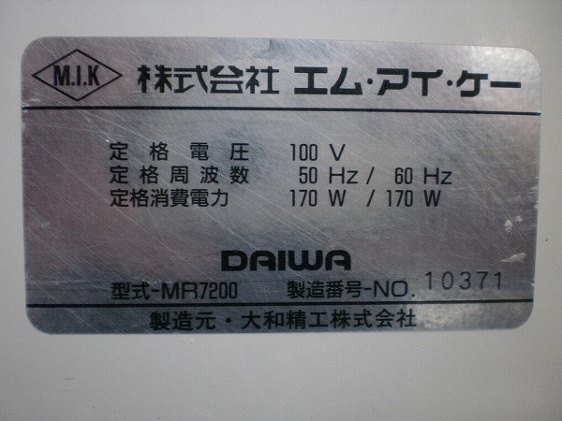 M.I.K 株式会社 エム・アイ・ケー
定格電圧 100 V
定格周波数 50 Hz / 60 Hz
定格消費電力 170 W / 170 W
DAIWA
型式-MR7200 製造番号-NO. 10371
製造元・大和精工株式会社